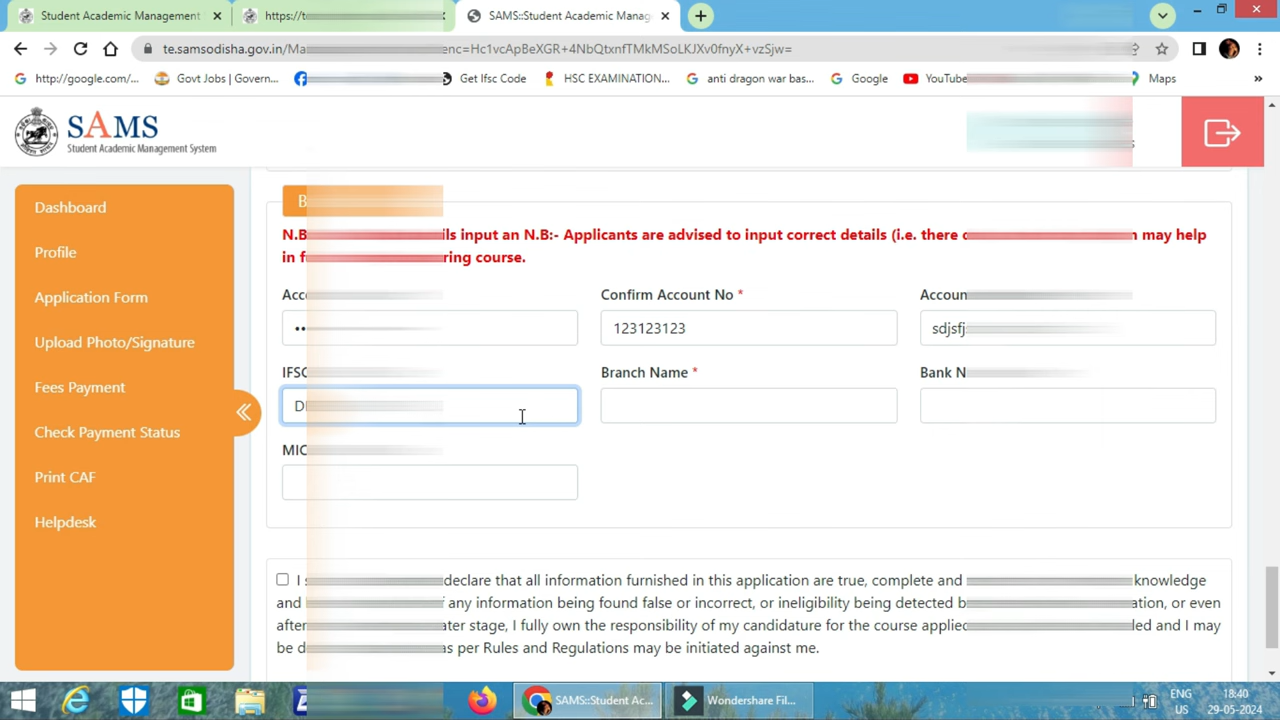 Student Academic Management
https://t
SAMS::Student Academic Manag
te.samsodisha.gov.in/Ma
enc=Hc1vcApBeXGR+4NbQtxnfTMkMSoLKJXv0fnyX+vzSjw=
http://google.com/...
Govt Jobs | Govern...
Get Ifsc Code
HSC EXAMINATION...
anti dragon war bas...
Google
YouTube
Maps
SAMS
Student Academic Management System
Dashboard
Profile
Application Form
Upload Photo/Signature
Fees Payment
Check Payment Status
Print CAF
Helpdesk
B
N.B ils input an N.B:- Applicants are advised to input correct details (i.e. there may help
in f ring course.
Acc Confirm Account No * Accoun
123123123 sdjsfj
IFSC Branch Name * Bank N
D
MIC
I declare that all information furnished in this application are true, complete and knowledge
and any information being found false or incorrect, or ineligibility being detected b ation, or even
after ater stage, I fully own the responsibility of my candidature for the course applied ed and I may
be d as per Rules and Regulations may be initiated against me.
SAMS::Student Ac...
Wondershare Fil...
ENG
US
18:40
29-05-2024